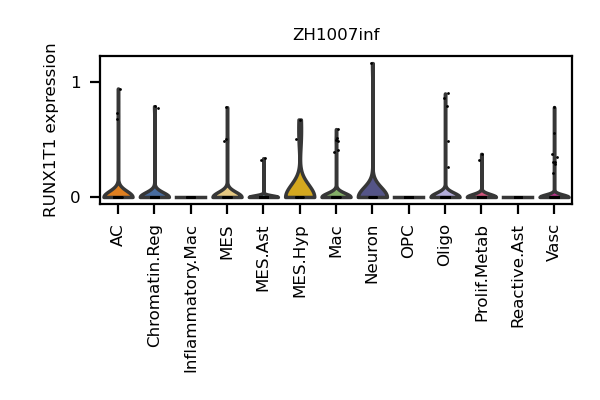 ZH1007inf
RUNX1T1 expression
1
0
AC
Chromatin.Reg
Inflammatory.Mac
MES
MES.Ast
MES.Hyp
Mac
Neuron
OPC
Oligo
Prolif.Metab
Reactive.Ast
Vasc